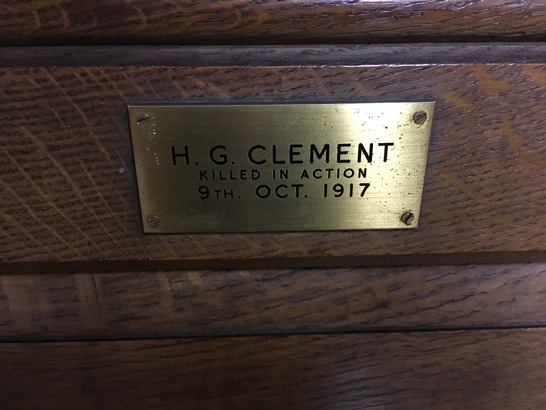 H. G. CLEMENT
KILLED IN ACTION
9TH. OCT. 1917